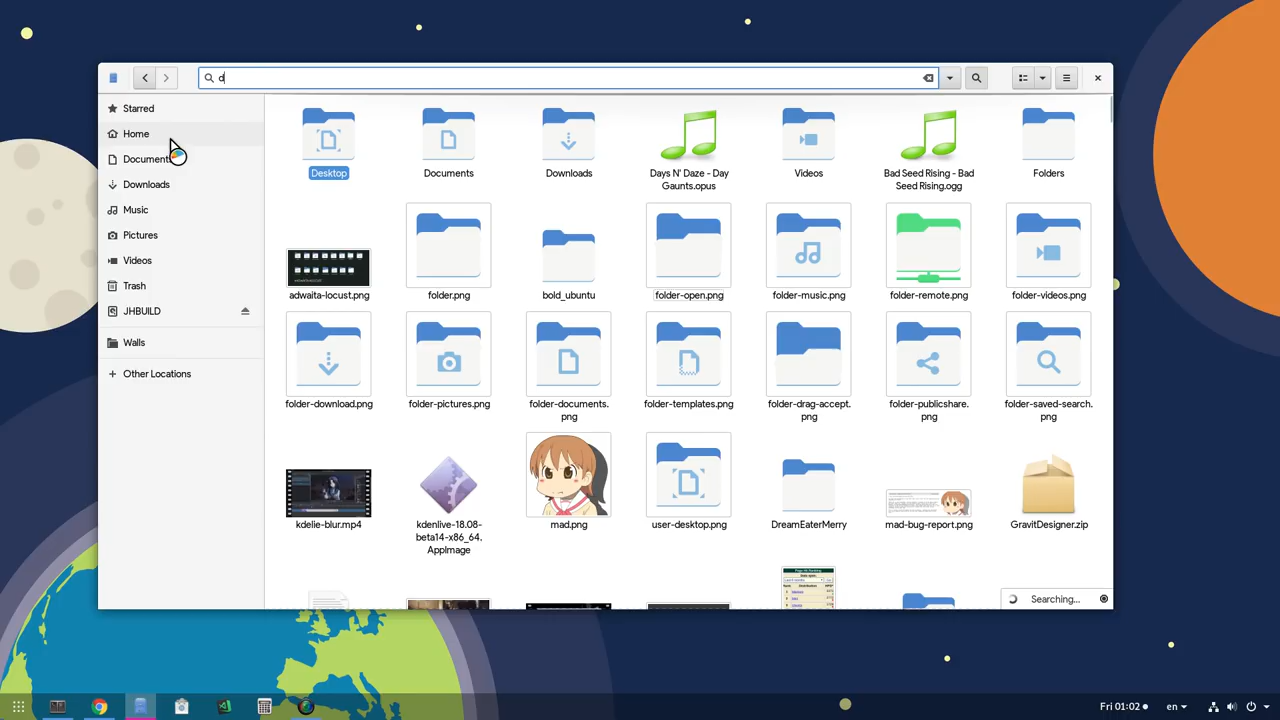 d
Starred
Home
Documents
Downloads
Music
Pictures
Videos
Trash
JHBUILD
Walls
Other Locations
Desktop
Documents
Downloads
Days N' Daze - Day
Gaunts.opus
Videos
Bad Seed Rising - Bad
Seed Rising.ogg
Folders
adwaita-locust.png
folder.png
bold_ubuntu
folder-open.png
folder-music.png
folder-remote.png
folder-videos.png
folder-download.png
folder-pictures.png
folder-documents.
png
folder-templates.png
folder-drag-accept.
png
folder-publicshare.
png
folder-saved-search.
png
kdelie-blur.mp4
kdenlive-18.08-
beta14-x86_64.
AppImage
mad.png
user-desktop.png
DreamEaterMerry
mad-bug-report.png
GravitDesigner.zip
Searching...
Fri 01:02
en